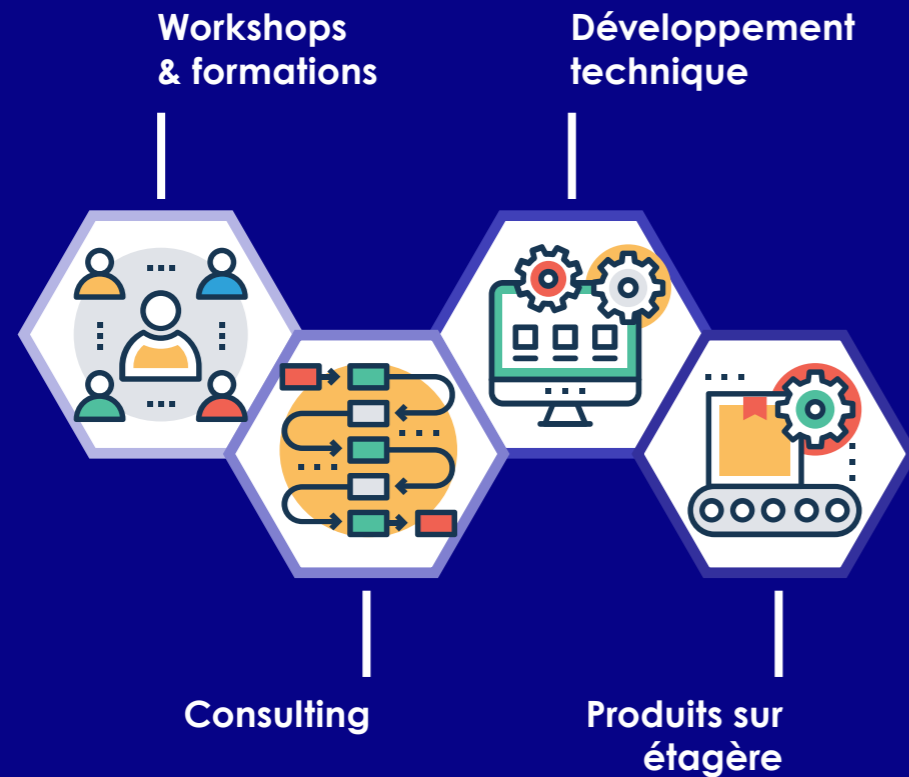 Workshops
& formations
Développement
technique
Consulting
Produits sur
étagère